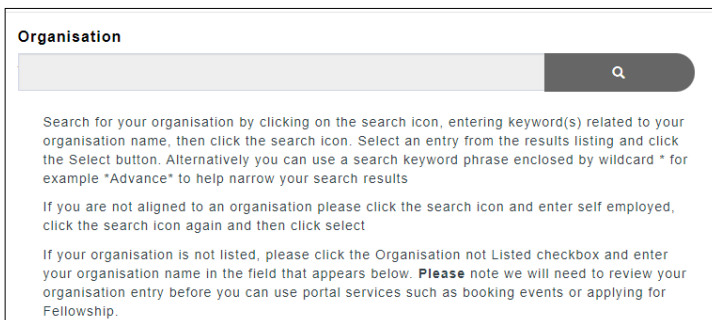 Organisation
Search for your organisation by clicking on the search icon, entering keyword(s) related to your
organisation name, then click the search icon. Select an entry from the results listing and click
the Select button. Alternatively you can use a search keyword phrase enclosed by wildcard * for
example *Advance* to help narrow your search results
If you are not aligned to an organisation please click the search icon and enter self employed,
click the search icon again and then click select
If your organisation is not listed, please click the Organisation not Listed checkbox and enter
your organisation name in the field that appears below. Please note we will need to review your
organisation entry before you can use portal services such as booking events or applying for
Fellowship.